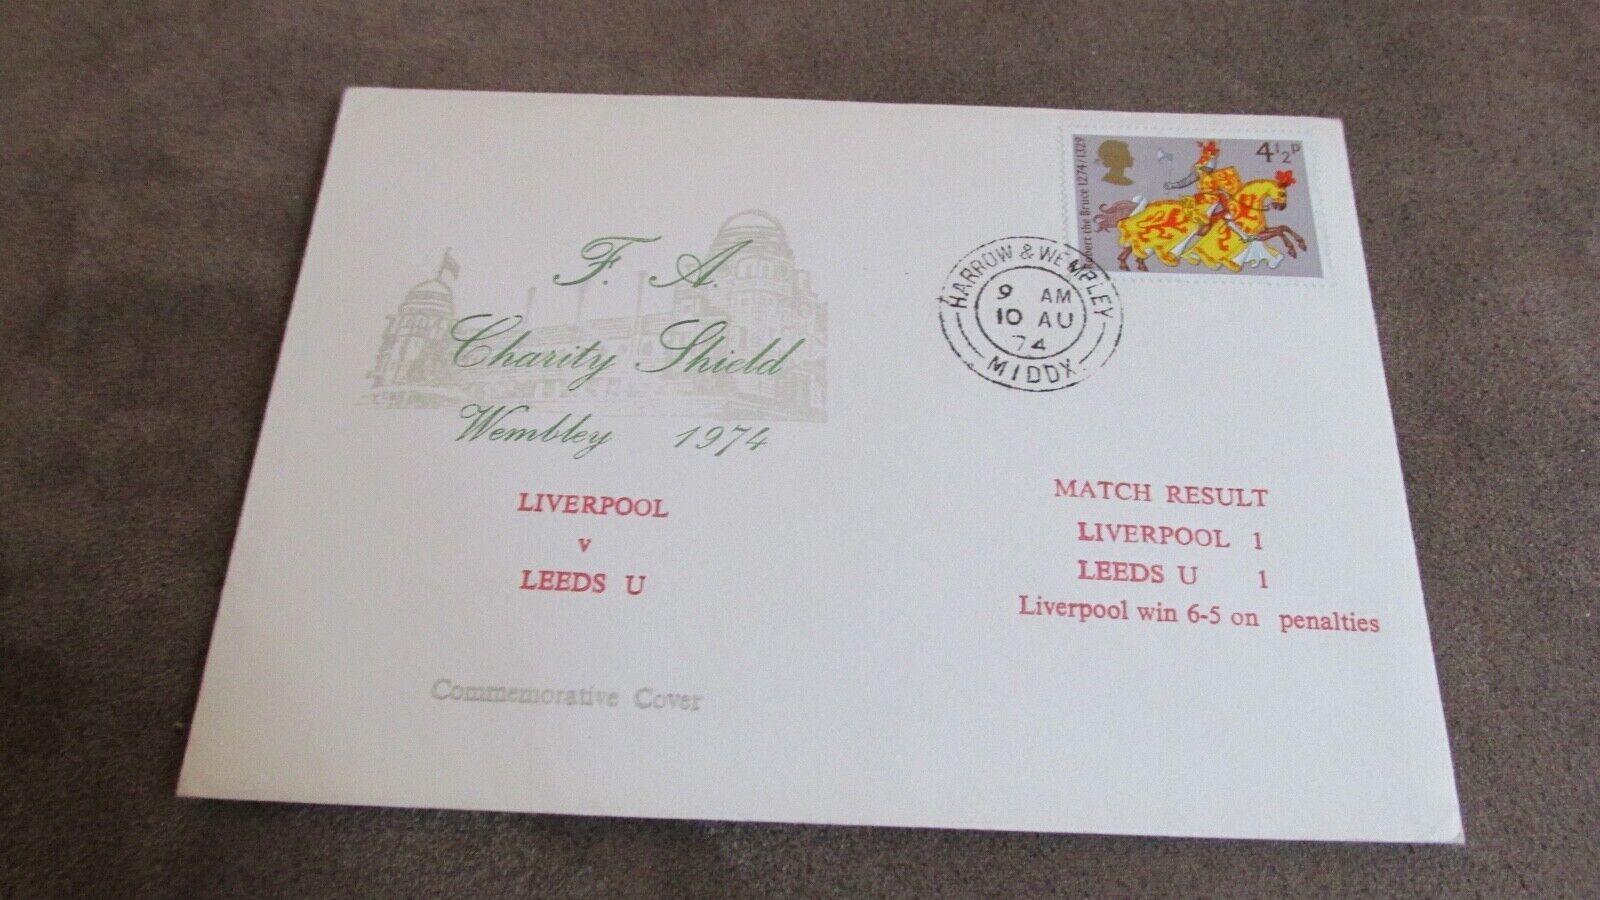 F. A.
Charity Shield
Wembley 1974
LIVERPOOL
v
LEEDS U
Commemorative Cover
Robert the Bruce 1274/1329
4½P
HARROW & WEMBLEY
9 AM
10 AU
74
MIDDX.
MATCH RESULT
LIVERPOOL 1
LEEDS U 1
Liverpool win 6-5 on penalties